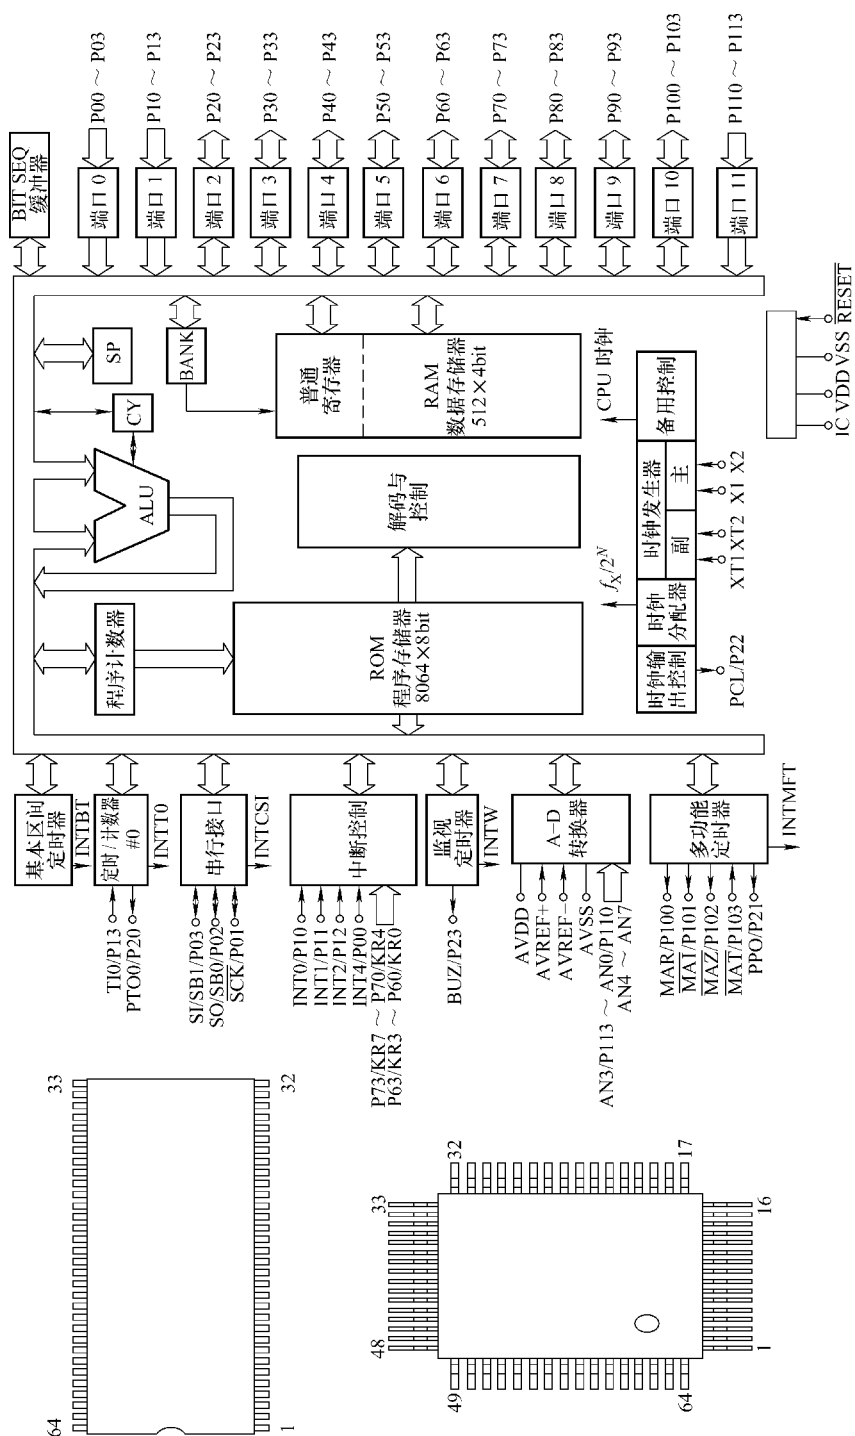 BIT SEQ
缓冲器
端口 0
P00 ～ P03
端口 1
P10 ～ P13
端口 2
P20 ～ P23
端口 3
P30 ～ P33
端口 4
P40 ～ P43
端口 5
P50 ～ P53
端口 6
P60 ～ P63
端口 7
P70 ～ P73
端口 8
P80 ～ P83
端口 9
P90 ～ P93
端口 10
P100 ～ P103
端口 11
P110 ～ P113
SP
CY
ALU
BANK
普通
寄存器
RAM
数据存储器
512×4bit
程序计数器
ROM
程序存储器
8064×8bit
解码与
控制
CPU 时钟
fX/2^N
时钟输
出控制
时钟
分配器
时钟发生器
副
主
备用控制
PCL/P22
XT1
XT2
X1
X2
IC
VDD
VSS
R̅E̅S̅E̅T̅
基本区间
定时器
INTBT
定时/计数器
#0
TI0/P13
PTO0/P20
INTT0
串行接口
SI/SB1/P03
SO/SB0/P02
S̅C̅K̅/P01
INTCSI
中断控制
INT0/P10
INT1/P11
INT2/P12
INT4/P00
P73/KR7 ～ P70/KR4
P63/KR3 ～ P60/KR0
监视
定时器
BUZ/P23
INTW
A-D
转换器
AVDD
AVREF+
AVREF−
AVSS
AN3/P113 ～ AN0/P110
AN4 ～ AN7
多功能
定时器
MAR/P100
M̅A̅I̅/P101
M̅A̅Z̅/P102
M̅A̅T̅/P103
PPO/P21
INTMFT
64
33
1
32
48
33
49
32
64
17
1
16